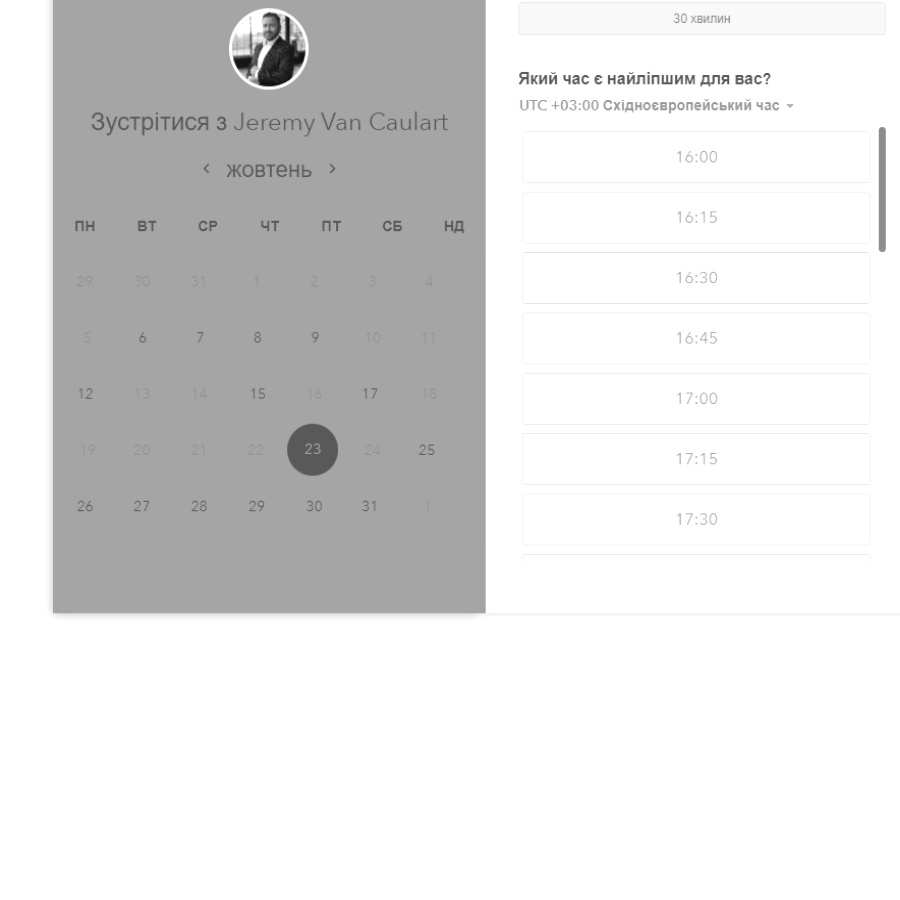 Зустрітися з Jeremy Van Caulart
жовтень
ПН ВТ СР ЧТ ПТ СБ НД
29 30 31 1 2 3 4
5 6 7 8 9 10 11
12 13 14 15 16 17 18
19 20 21 22 23 24 25
26 27 28 29 30 31 1
30 хвилин
Який час є найліпшим для вас?
UTC +03:00 Східноєвропейський час
16:00
16:15
16:30
16:45
17:00
17:15
17:30